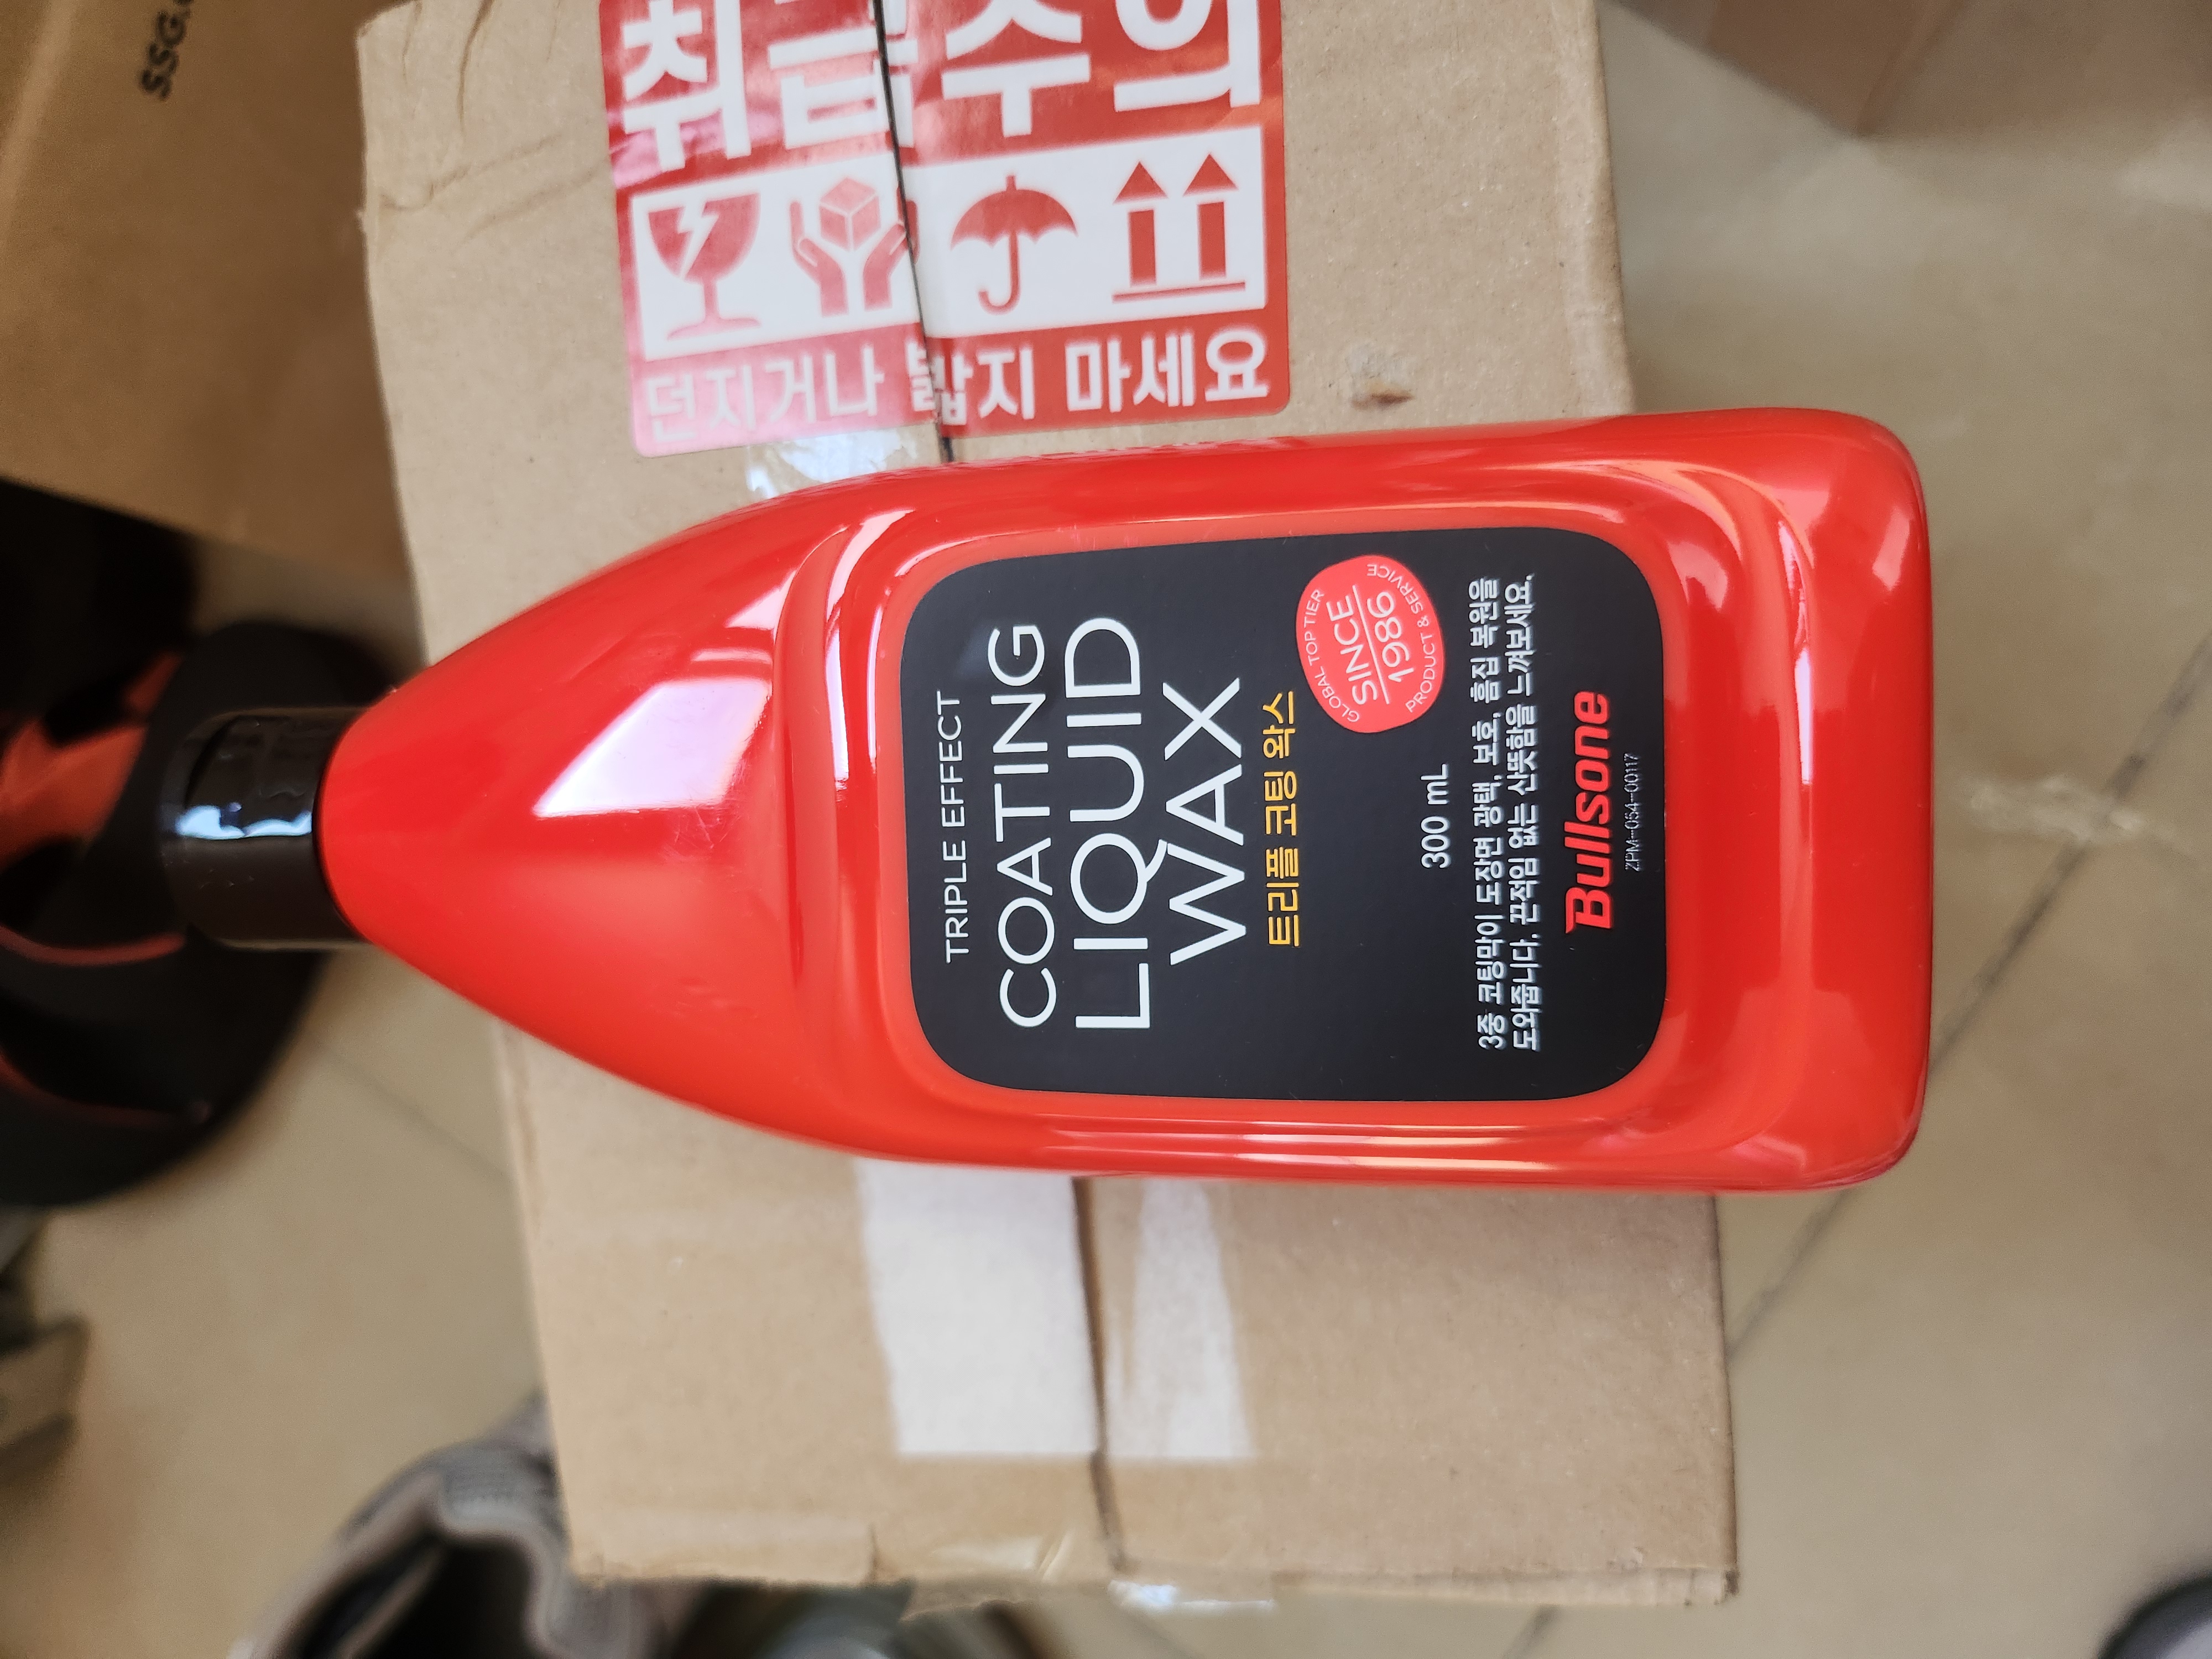 SSG.
취급주의
던지거나 밟지 마세요
TRIPLE EFFECT
COATING
LIQUID
WAX
트리플 코팅 왁스
GLOBAL TOP TIER
SINCE
1986
PRODUCT & SERVICE
300 mL
3중 코팅막이 도장면 광택, 보호, 흠집 복원을
도와줍니다. 끈적임 없는 산뜻함을 느껴보세요.
Bullsone
ZPM-054-00117